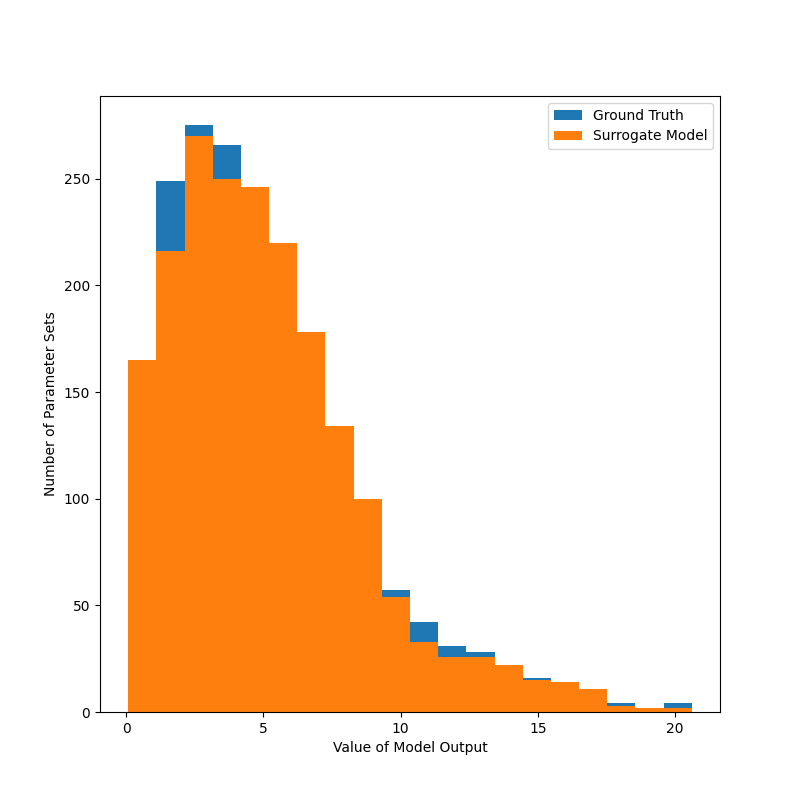 Ground Truth
Surrogate Model
Number of Parameter Sets
250
200
150
100
50
0
0 5 10 15 20
Value of Model Output